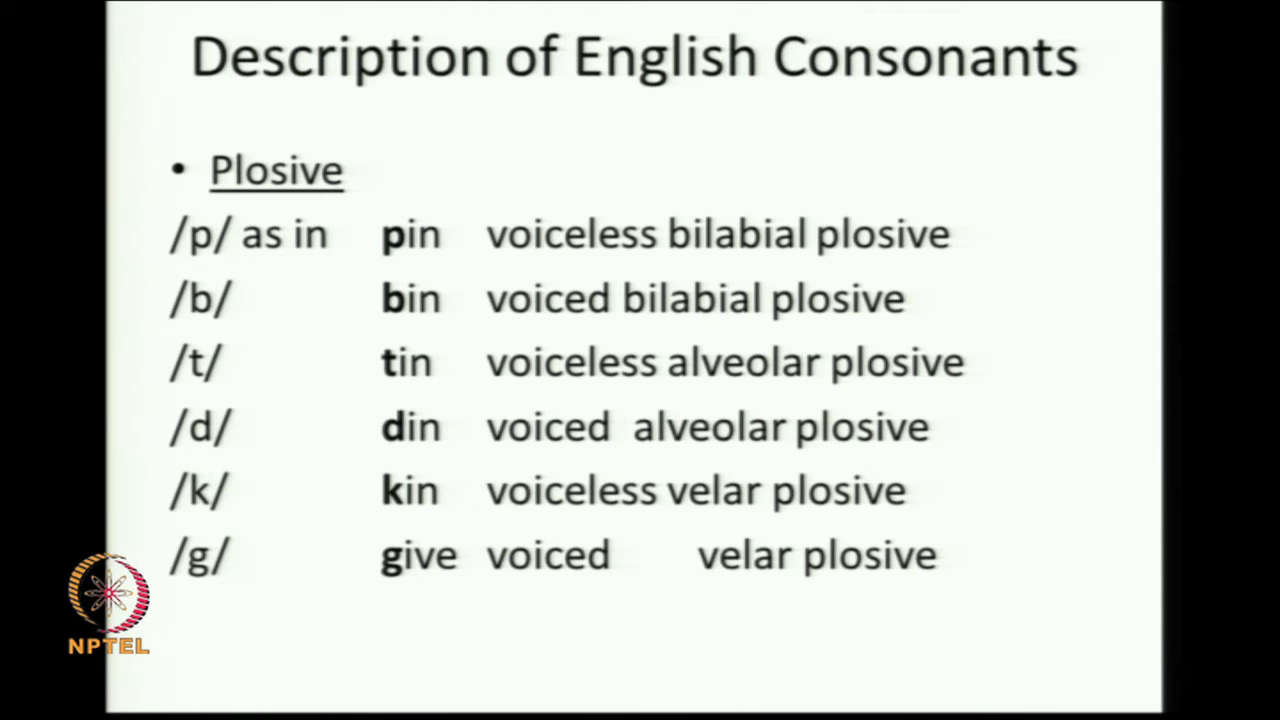 Description of English Consonants
• Plosive
/p/ as in pin voiceless bilabial plosive
/b/ bin voiced bilabial plosive
/t/ tin voiceless alveolar plosive
/d/ din voiced alveolar plosive
/k/ kin voiceless velar plosive
/g/ give voiced velar plosive
NPTEL